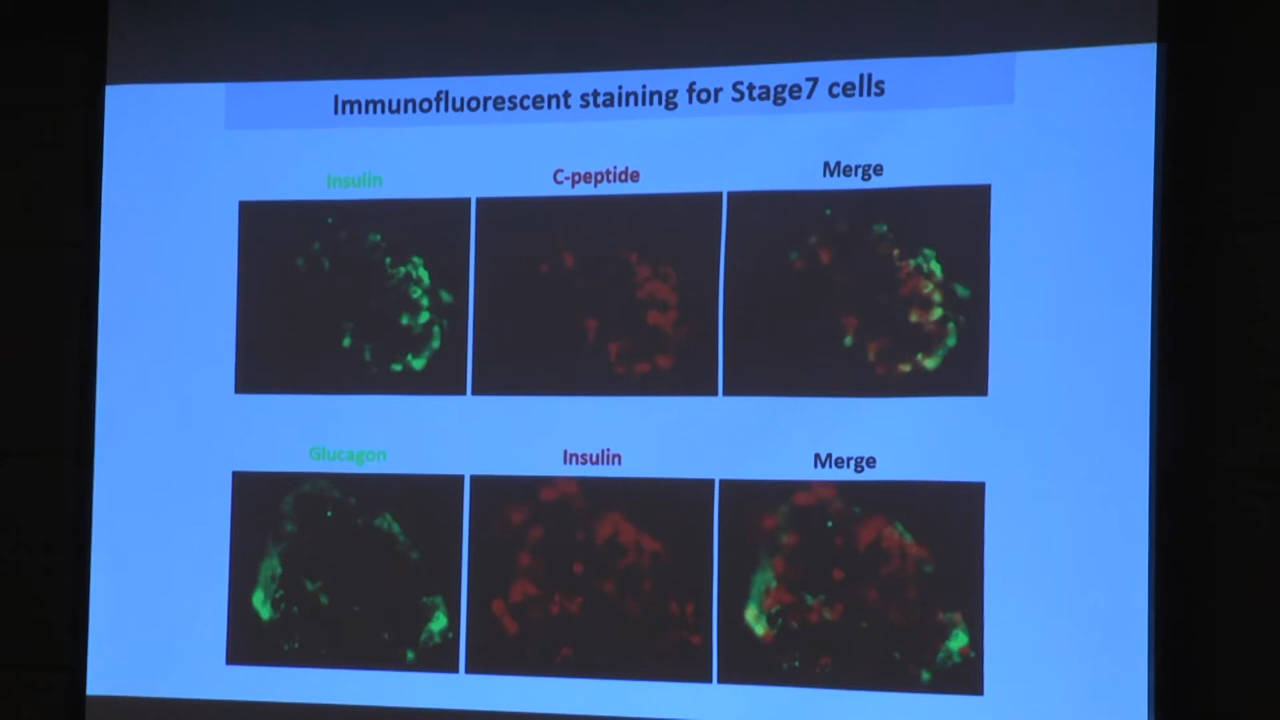 Immunofluorescent staining for Stage7 cells
Insulin
C-peptide
Merge
Glucagon
Insulin
Merge